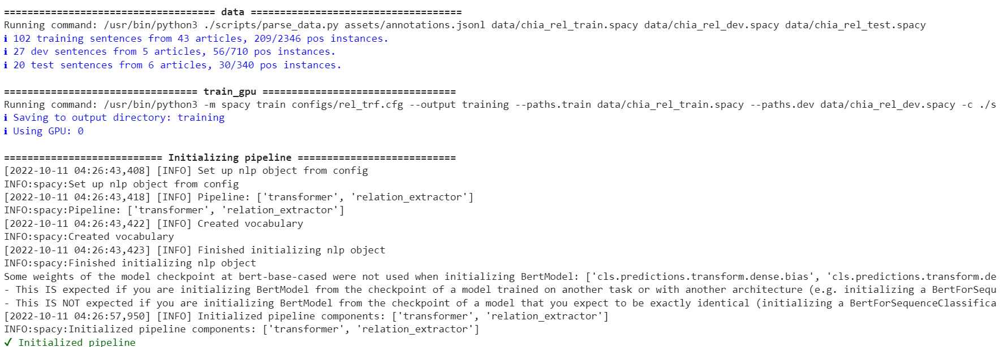 ==================================== data ====================================
Running command: /usr/bin/python3 ./scripts/parse_data.py assets/annotations.jsonl data/chia_rel_train.spacy data/chia_rel_dev.spacy data/chia_rel_test.spacy
ℹ 102 training sentences from 43 articles, 209/2346 pos instances.
ℹ 27 dev sentences from 5 articles, 56/710 pos instances.
ℹ 20 test sentences from 6 articles, 30/340 pos instances.
================================= train_gpu =================================
Running command: /usr/bin/python3 -m spacy train configs/rel_trf.cfg --output training --paths.train data/chia_rel_train.spacy --paths.dev data/chia_rel_dev.spacy -c ./s
ℹ Saving to output directory: training
ℹ Using GPU: 0
=========================== Initializing pipeline ===========================
[2022-10-11 04:26:43,408] [INFO] Set up nlp object from config
INFO:spacy:Set up nlp object from config
[2022-10-11 04:26:43,418] [INFO] Pipeline: ['transformer', 'relation_extractor']
INFO:spacy:Pipeline: ['transformer', 'relation_extractor']
[2022-10-11 04:26:43,422] [INFO] Created vocabulary
INFO:spacy:Created vocabulary
[2022-10-11 04:26:43,423] [INFO] Finished initializing nlp object
INFO:spacy:Finished initializing nlp object
Some weights of the model checkpoint at bert-base-cased were not used when initializing BertModel: ['cls.predictions.transform.dense.bias', 'cls.predictions.transform.de
- This IS expected if you are initializing BertModel from the checkpoint of a model trained on another task or with another architecture (e.g. initializing a BertForSequ
- This IS NOT expected if you are initializing BertModel from the checkpoint of a model that you expect to be exactly identical (initializing a BertForSequenceClassifica
[2022-10-11 04:26:57,950] [INFO] Initialized pipeline components: ['transformer', 'relation_extractor']
INFO:spacy:Initialized pipeline components: ['transformer', 'relation_extractor']
✓ Initialized pipeline